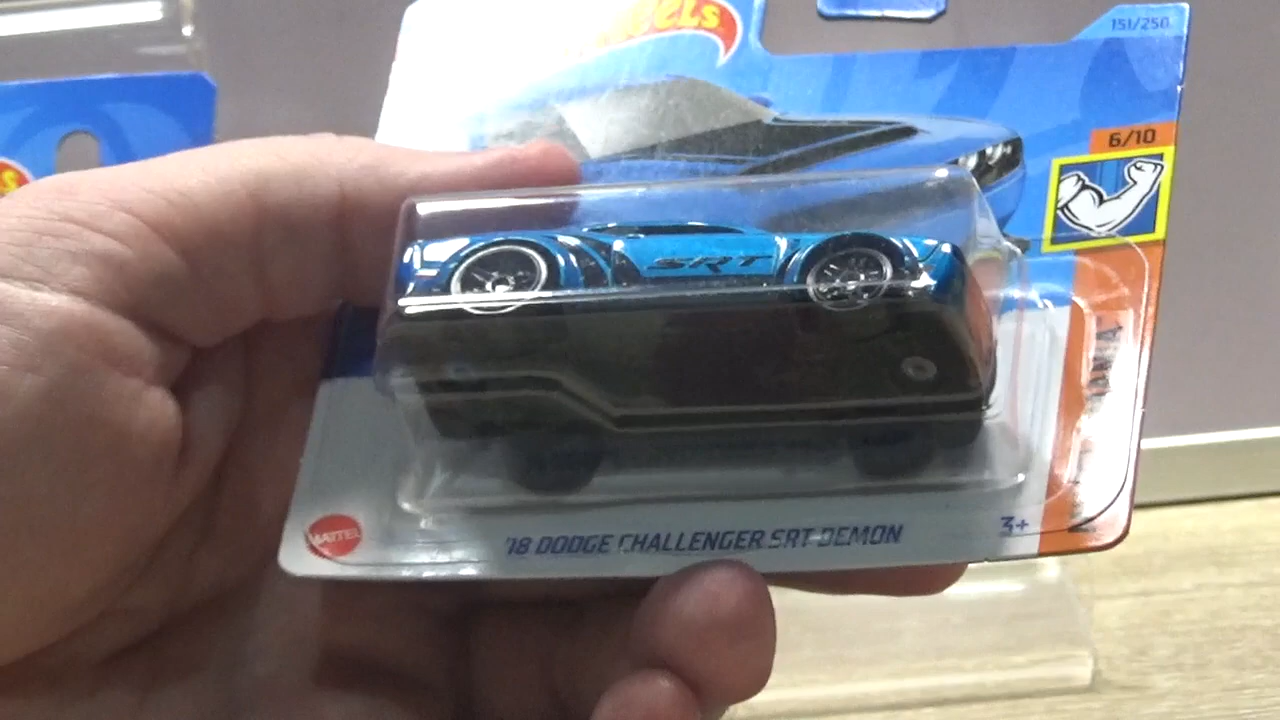 151/250
6/10
SRT
MATTEL
'18 DODGE CHALLENGER SRT DEMON
3+